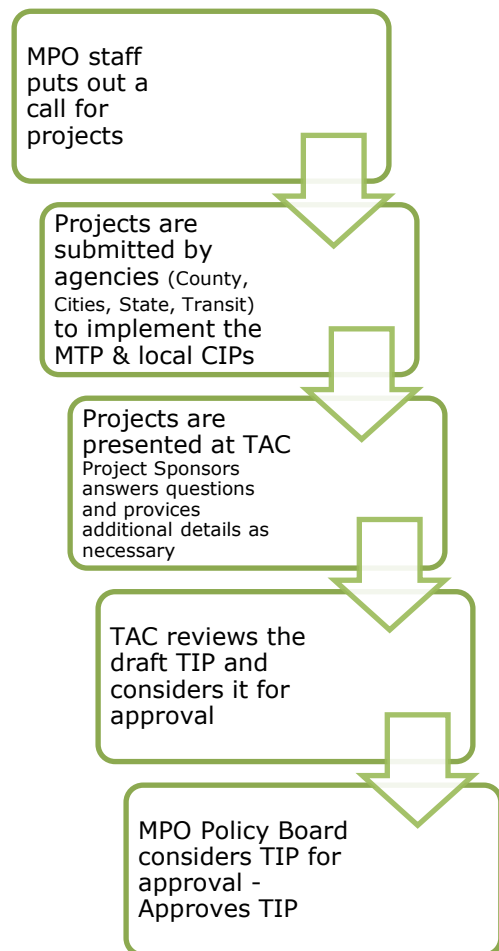 MPO staff
puts out a
call for
projects
Projects are
submitted by
agencies (County,
Cities, State, Transit)
to implement the
MTP & local CIPs
Projects are
presented at TAC
Project Sponsors
answers questions
and provices
additional details as
necessary
TAC reviews the
draft TIP and
considers it for
approval
MPO Policy Board
considers TIP for
approval -
Approves TIP